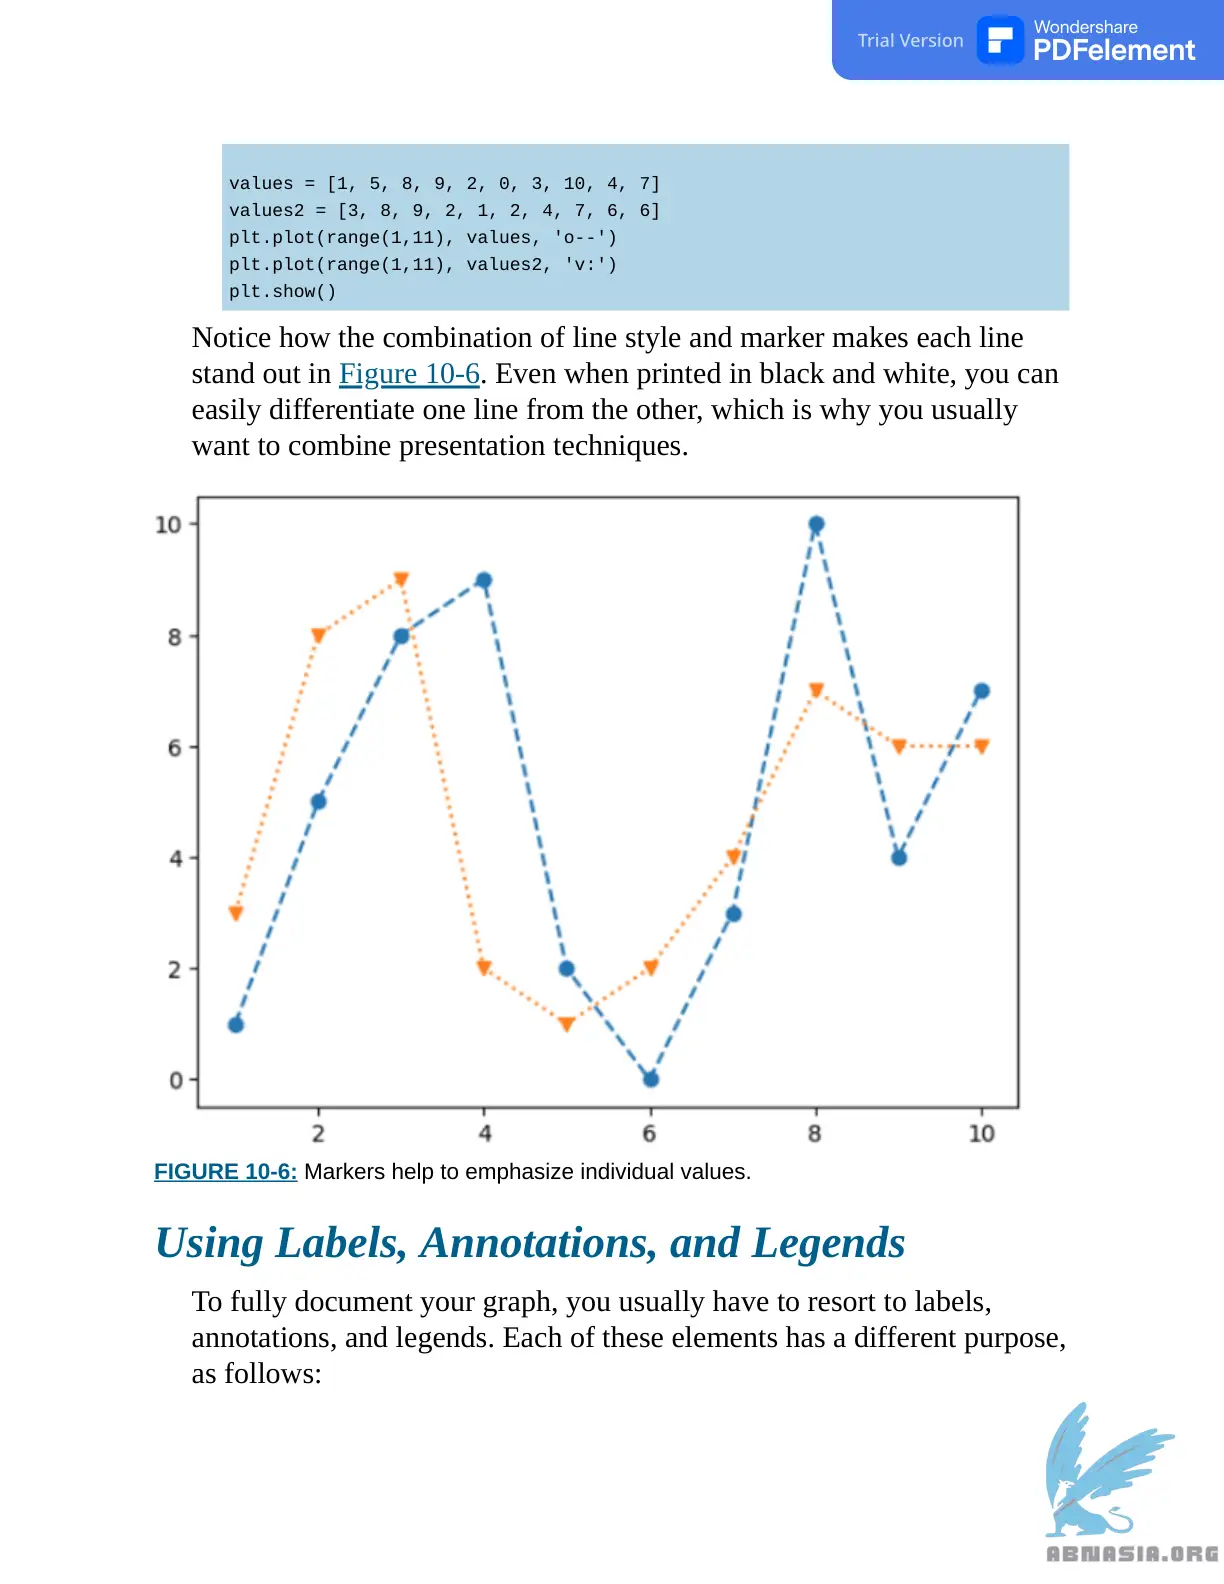 Trial Version
Wondershare
PDFelement
values = [1, 5, 8, 9, 2, 0, 3, 10, 4, 7]
values2 = [3, 8, 9, 2, 1, 2, 4, 7, 6, 6]
plt.plot(range(1,11), values, 'o--')
plt.plot(range(1,11), values2, 'v:')
plt.show()
Notice how the combination of line style and marker makes each line
stand out in Figure 10-6. Even when printed in black and white, you can
easily differentiate one line from the other, which is why you usually
want to combine presentation techniques.
10
8
6
4
2
0
2 4 6 8 10
FIGURE 10-6: Markers help to emphasize individual values.
Using Labels, Annotations, and Legends
To fully document your graph, you usually have to resort to labels,
annotations, and legends. Each of these elements has a different purpose,
as follows:
ABNASIA.ORG